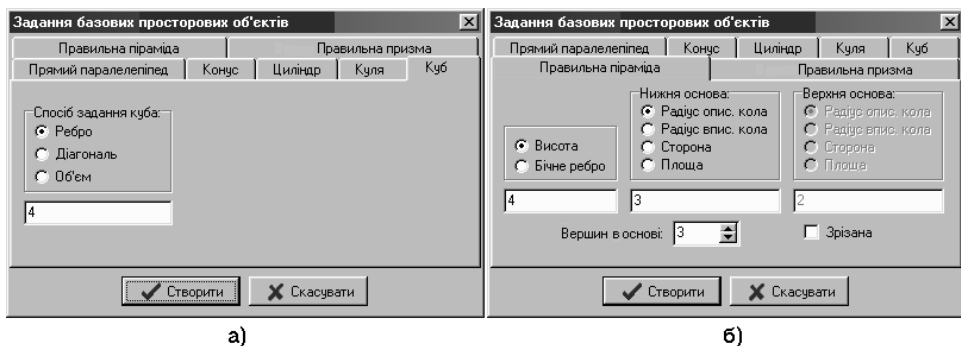 Задання базових просторових об'єктів
Правильна піраміда
Правильна призма
Прямий паралелепіпед
Конус
Циліндр
Куля
Куб
Спосіб задання куба:
Ребро
Діагональ
Об'єм
4
Створити
Скасувати
а)
Задання базових просторових об'єктів
Прямий паралелепіпед
Конус
Циліндр
Куля
Куб
Правильна піраміда
Правильна призма
Висота
Бічне ребро
4
Нижня основа:
Радіус опис. кола
Радіус впис. кола
Сторона
Площа
3
Верхня основа:
Радіус опис. кола
Радіус впис. кола
Сторона
Площа
2
Вершин в основі: 3
Зрізана
Створити
Скасувати
б)